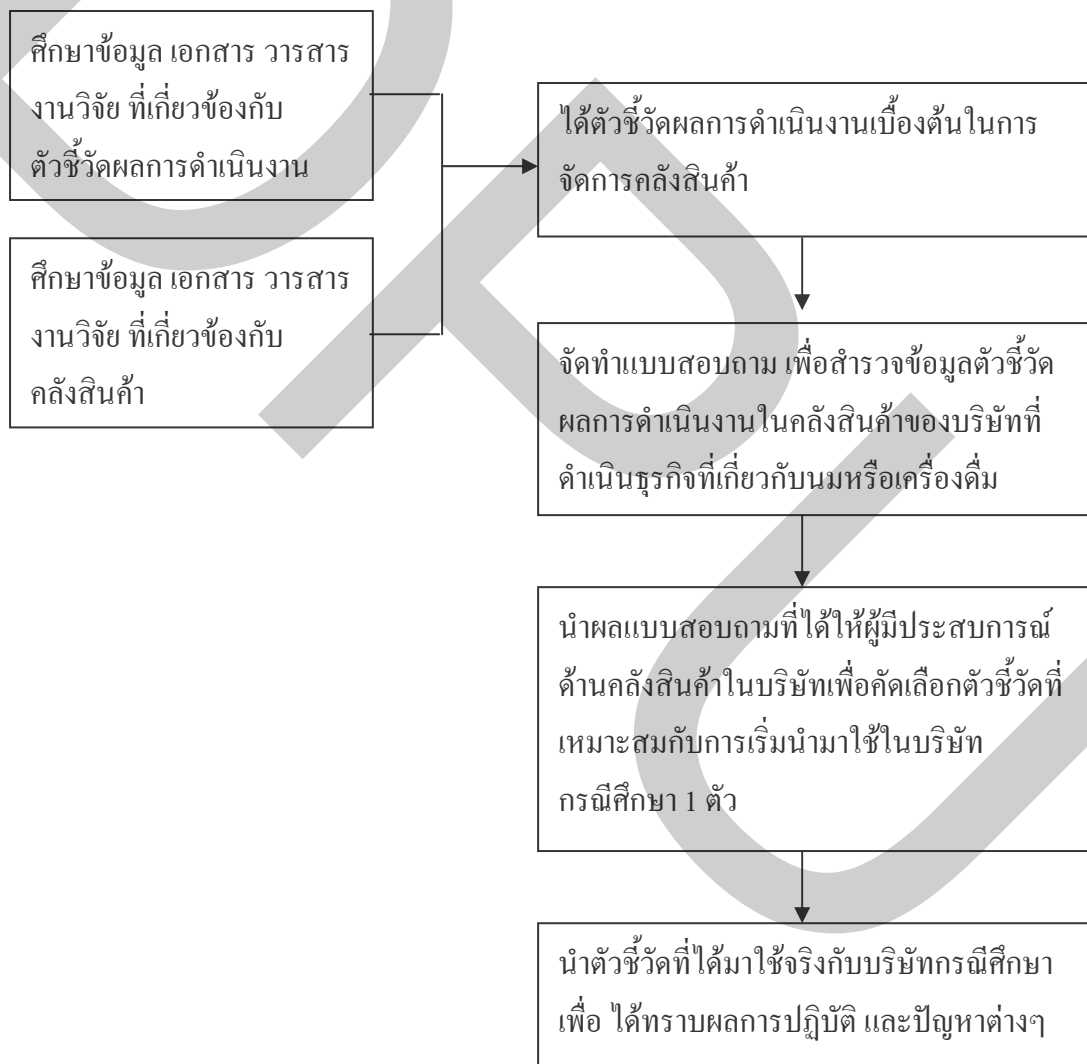 ศึกษาข้อมูล เอกสาร วารสาร
งานวิจัย ที่เกี่ยวข้องกับ
ตัวชี้วัดผลการดำเนินงาน
ศึกษาข้อมูล เอกสาร วารสาร
งานวิจัย ที่เกี่ยวข้องกับ
คลังสินค้า
ได้ตัวชี้วัดผลการดำเนินงานเบื้องต้นในการ
จัดการคลังสินค้า
จัดทำแบบสอบถาม เพื่อสำรวจข้อมูลตัวชี้วัด
ผลการดำเนินงานในคลังสินค้าของบริษัทที่
ดำเนินธุรกิจที่เกี่ยวกับนมหรือเครื่องดื่ม
นำผลแบบสอบถามที่ได้ให้ผู้มีประสบการณ์
ด้านคลังสินค้าในบริษัทเพื่อคัดเลือกตัวชี้วัดที่
เหมาะสมกับการเริ่มนำมาใช้ในบริษัท
กรณีศึกษา 1 ตัว
นำตัวชี้วัดที่ได้มาใช้จริงกับบริษัทกรณีศึกษา
เพื่อ ได้ทราบผลการปฏิบัติ และปัญหาต่างๆ
DPU